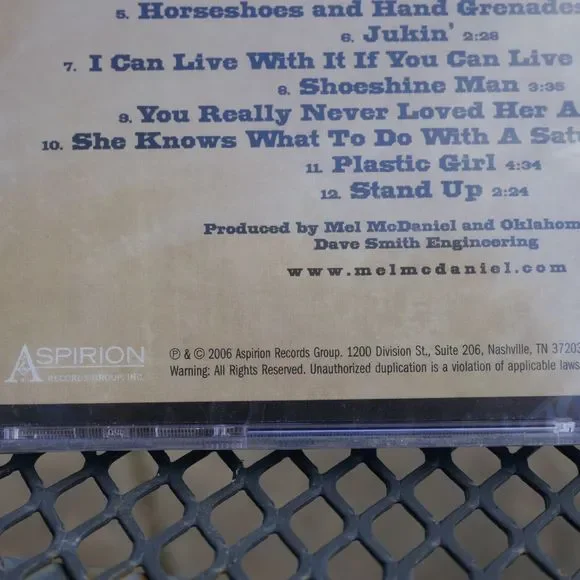 5. Horseshoes and Hand Grenades
6. Jukin' 2:28
7. I Can Live With It If You Can Live
8. Shoeshine Man 3:35
9. You Really Never Loved Her A
10. She Knows What To Do With A Satu
11. Plastic Girl 4:34
12. Stand Up 2:24
Produced by Mel McDaniel and Oklahom
Dave Smith Engineering
www.melmcdaniel.com
ASPIRION
RECORDS GROUP, INC.
℗ & © 2006 Aspirion Records Group. 1200 Division St., Suite 206, Nashville, TN 37203
Warning: All Rights Reserved. Unauthorized duplication is a violation of applicable laws